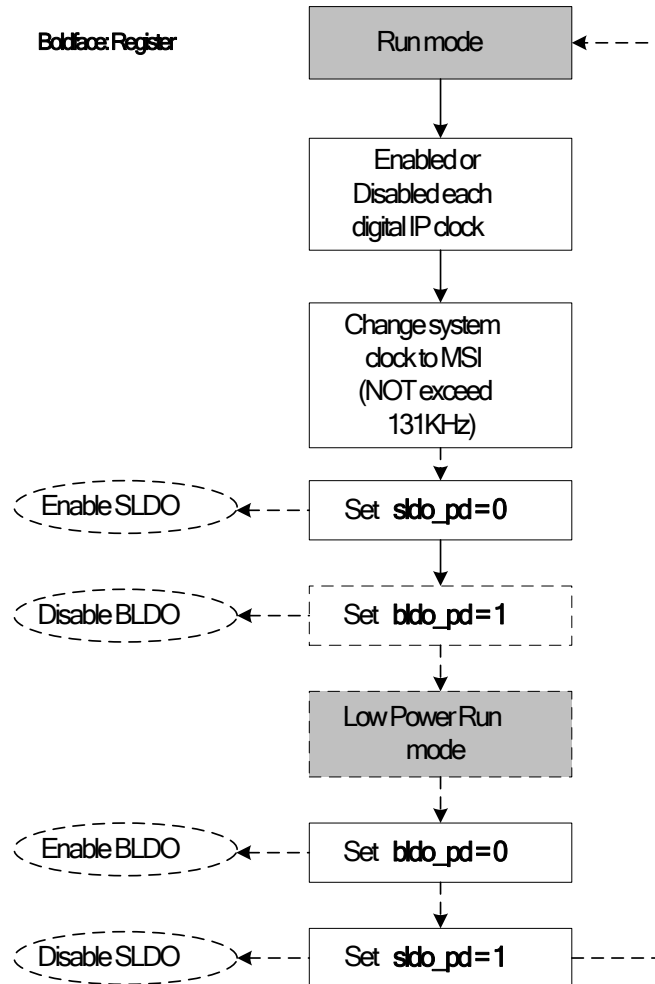 Boldface: Register
Run mode
Enabled or
Disabled each
digital IP clock
Change system
clock to MSI
(NOT exceed
131KHz)
Enable SLDO
Set sldo_pd = 0
Disable BLDO
Set bldo_pd = 1
Low Power Run
mode
Enable BLDO
Set bldo_pd = 0
Disable SLDO
Set sldo_pd = 1